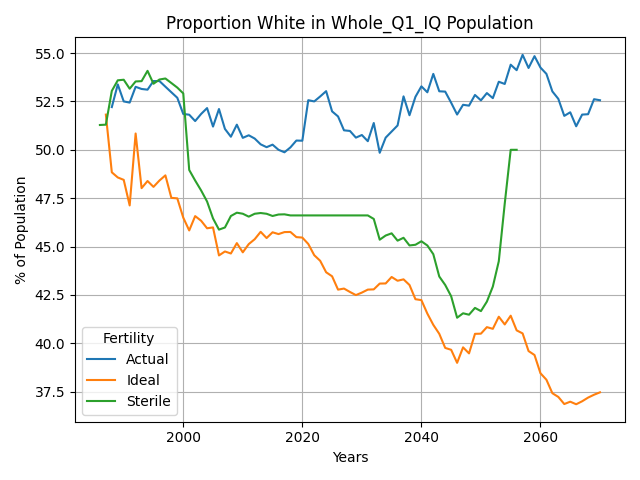 Proportion White in Whole_Q1_IQ Population
% of Population
55.0
52.5
50.0
47.5
45.0
42.5
40.0
37.5
Fertility
Actual
Ideal
Sterile
2000
2020
2040
2060
Years